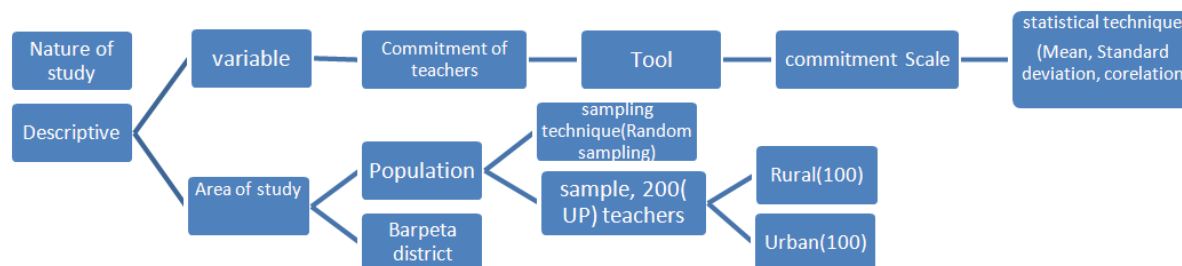 Nature of
study
Descriptive
variable
Commitment of
teachers
Tool
commitment Scale
statistical technique
(Mean, Standard
deviation, corelation
Area of study
Population
Barpeta
district
sampling
technique(Random
sampling)
sample, 200(
UP) teachers
Rural(100)
Urban(100)